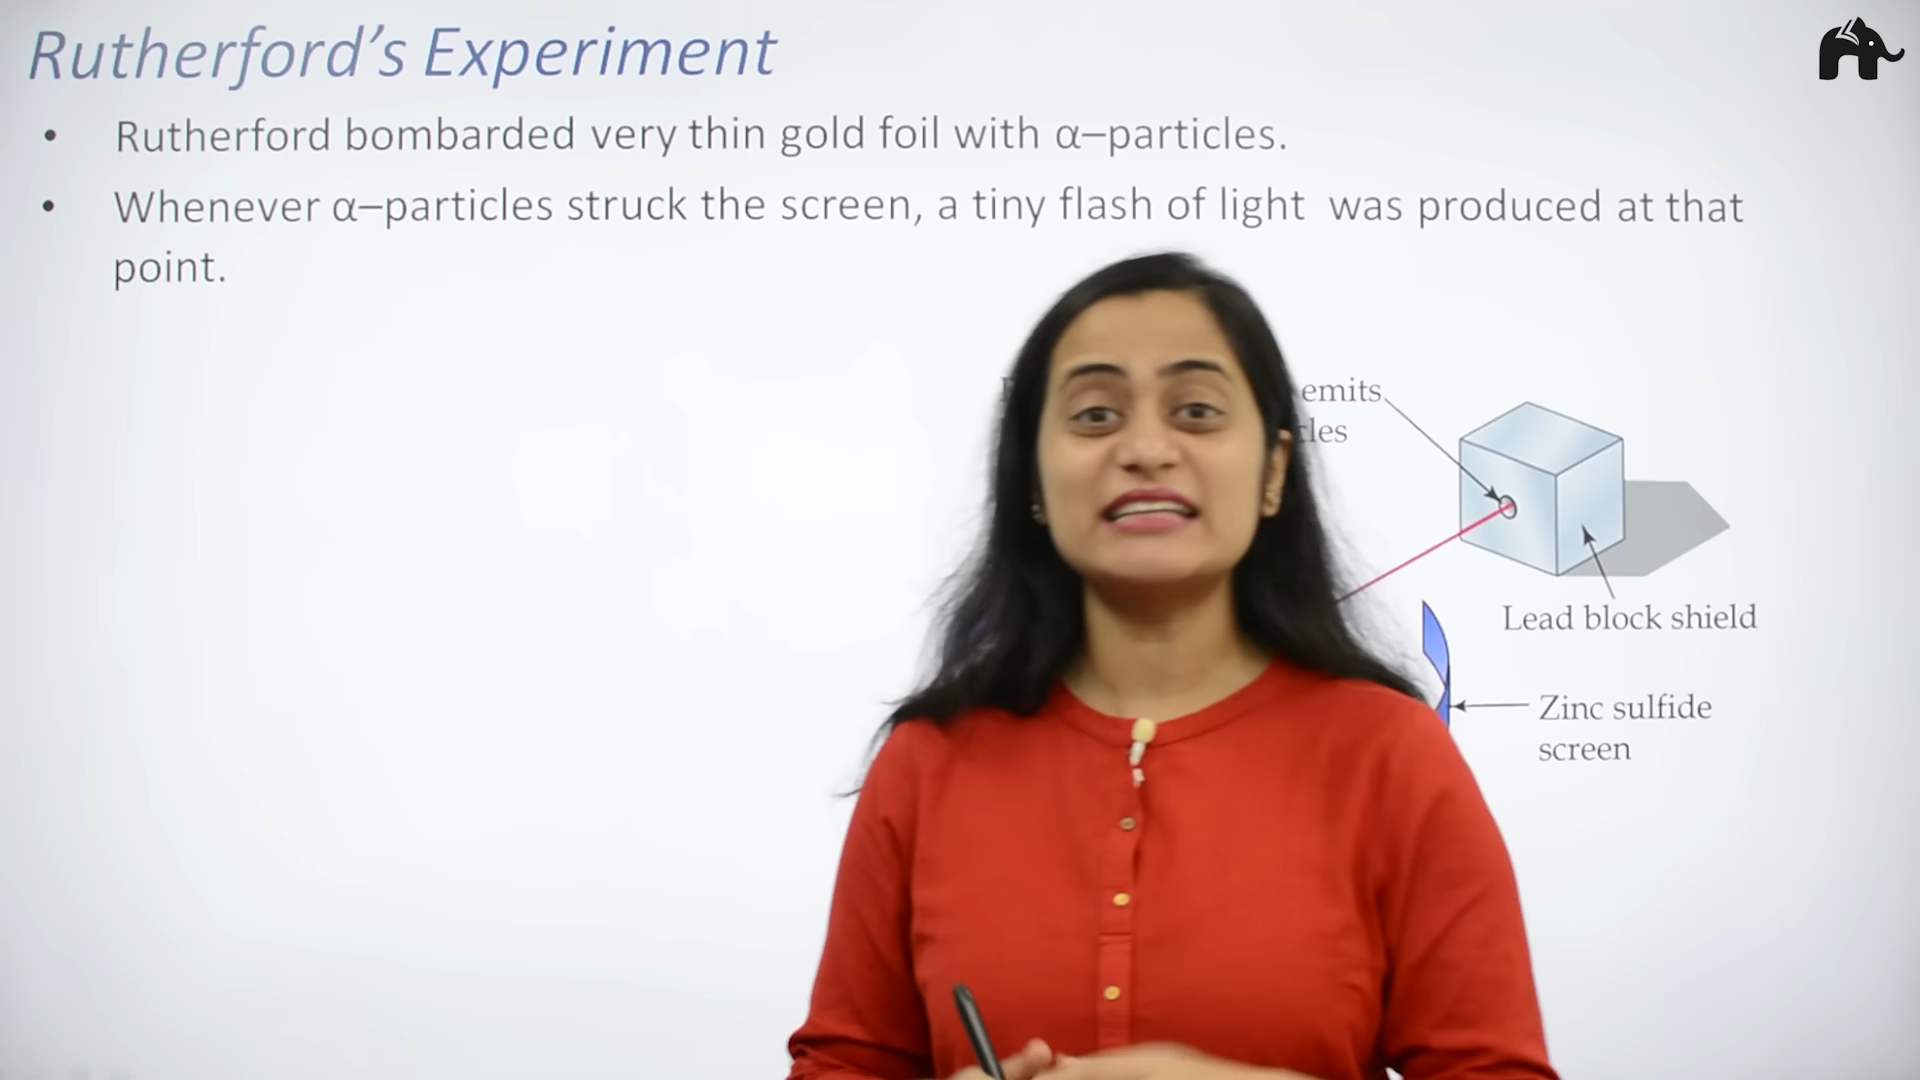 Rutherford’s Experiment
• Rutherford bombarded very thin gold foil with α–particles.
• Whenever α–particles struck the screen, a tiny flash of light was produced at that
point.
emits
Lead block shield
Zinc sulfide
screen